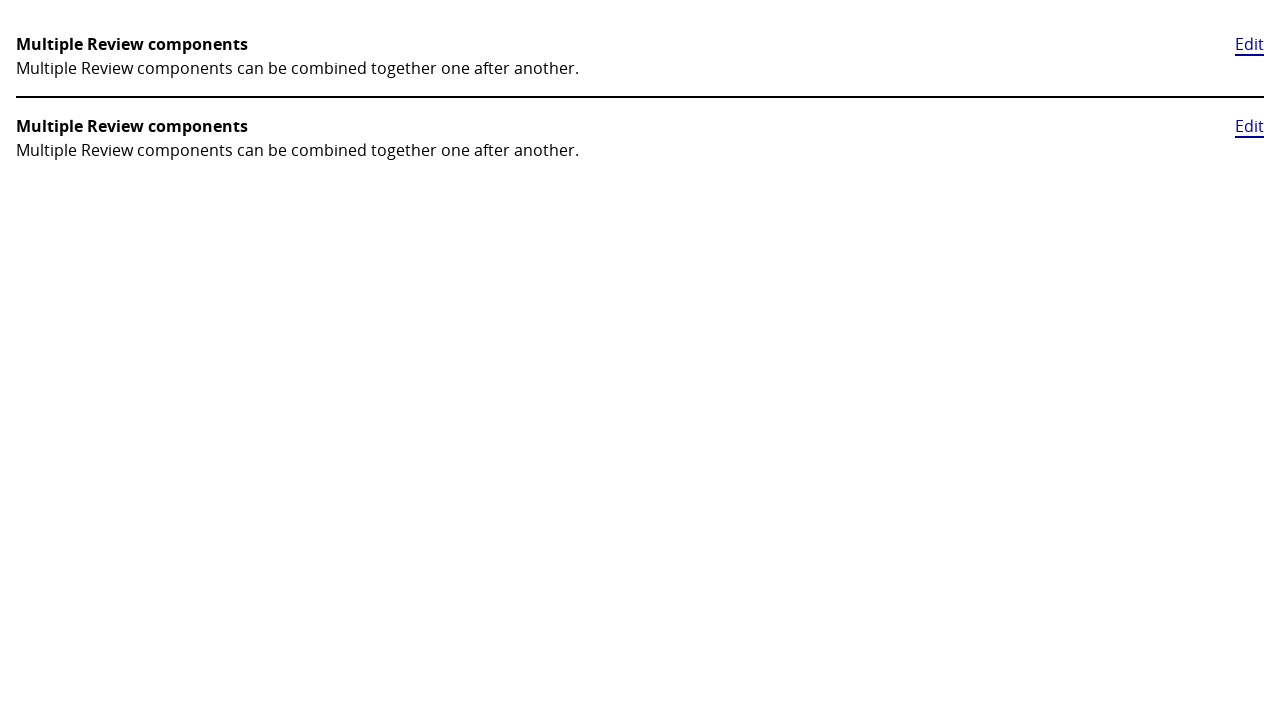 Multiple Review components
Edit
Multiple Review components can be combined together one after another.
Multiple Review components
Edit
Multiple Review components can be combined together one after another.